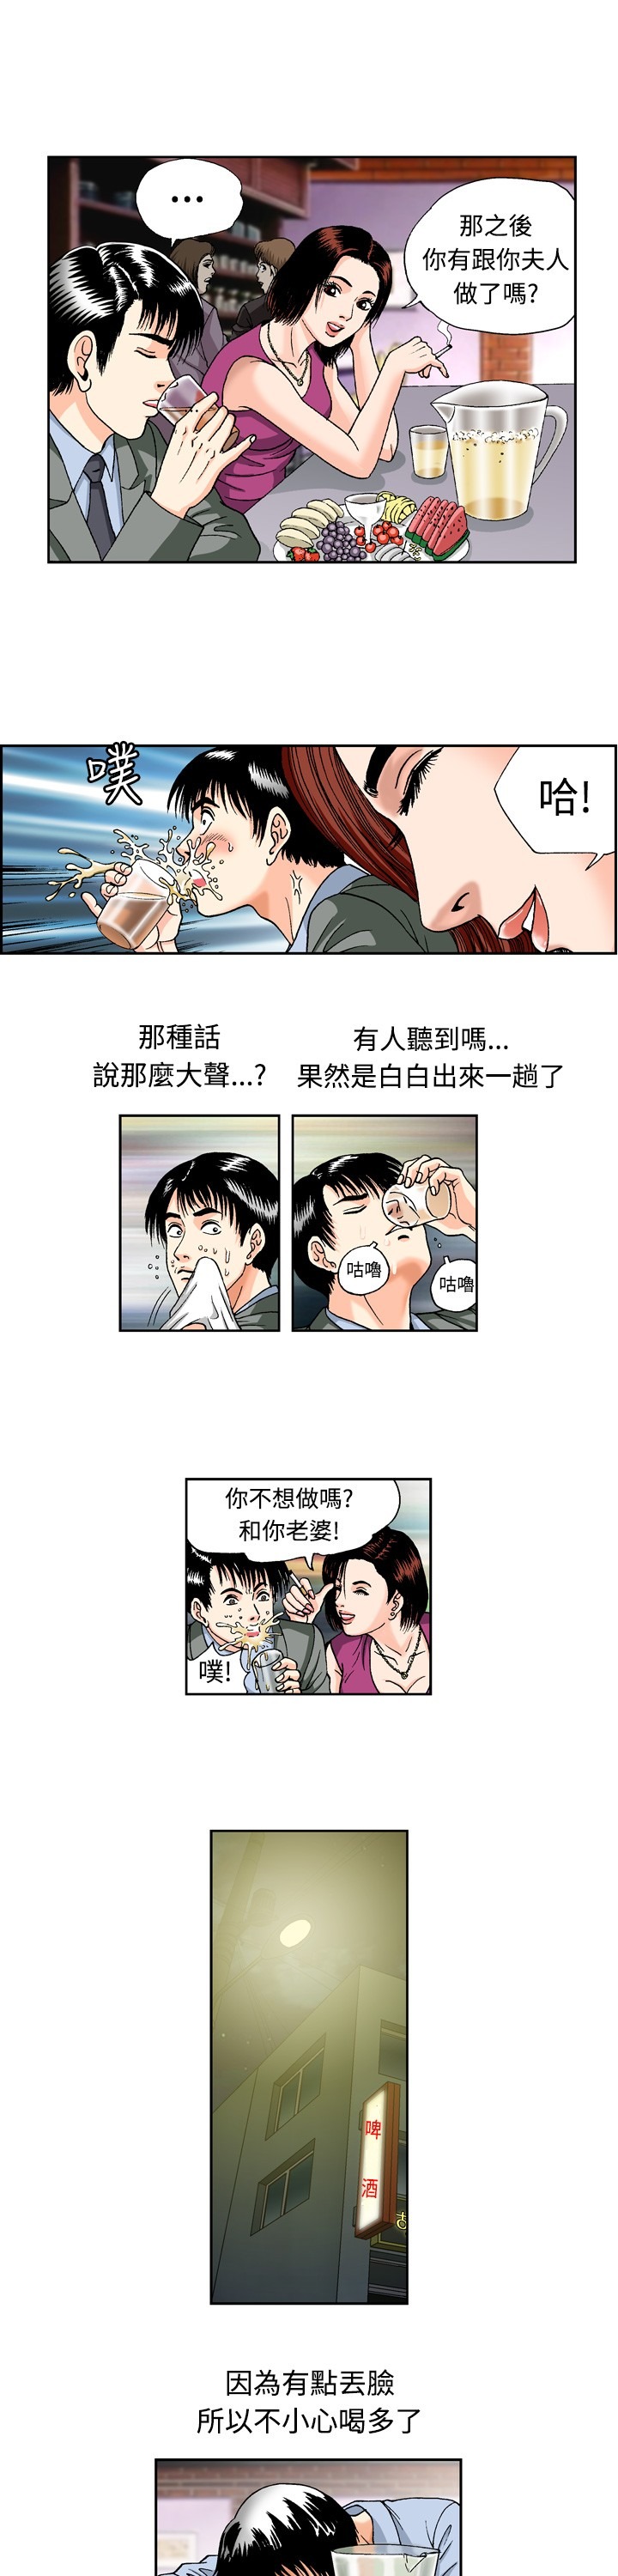 ...
那之後
你有跟你夫人
做了嗎?
噗
哈!
那種話
說那麼大聲...?
有人聽到嗎...
果然是白白出來一趟了
咕嚕
咕嚕
你不想做嗎?
和你老婆!
噗!
啤
酒
因為有點丟臉
所以不小心喝多了